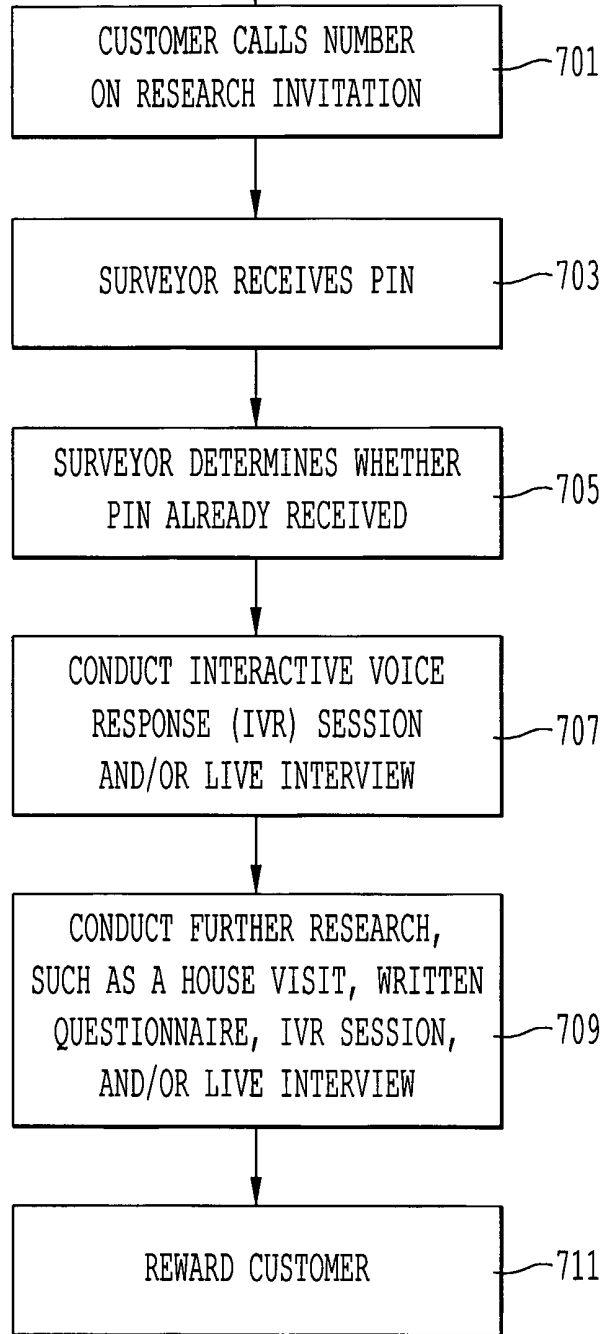 CUSTOMER CALLS NUMBER
ON RESEARCH INVITATION
701
SURVEYOR RECEIVES PIN
703
SURVEYOR DETERMINES WHETHER
PIN ALREADY RECEIVED
705
CONDUCT INTERACTIVE VOICE
RESPONSE (IVR) SESSION
AND/OR LIVE INTERVIEW
707
CONDUCT FURTHER RESEARCH,
SUCH AS A HOUSE VISIT, WRITTEN
QUESTIONNAIRE, IVR SESSION,
AND/OR LIVE INTERVIEW
709
REWARD CUSTOMER
711